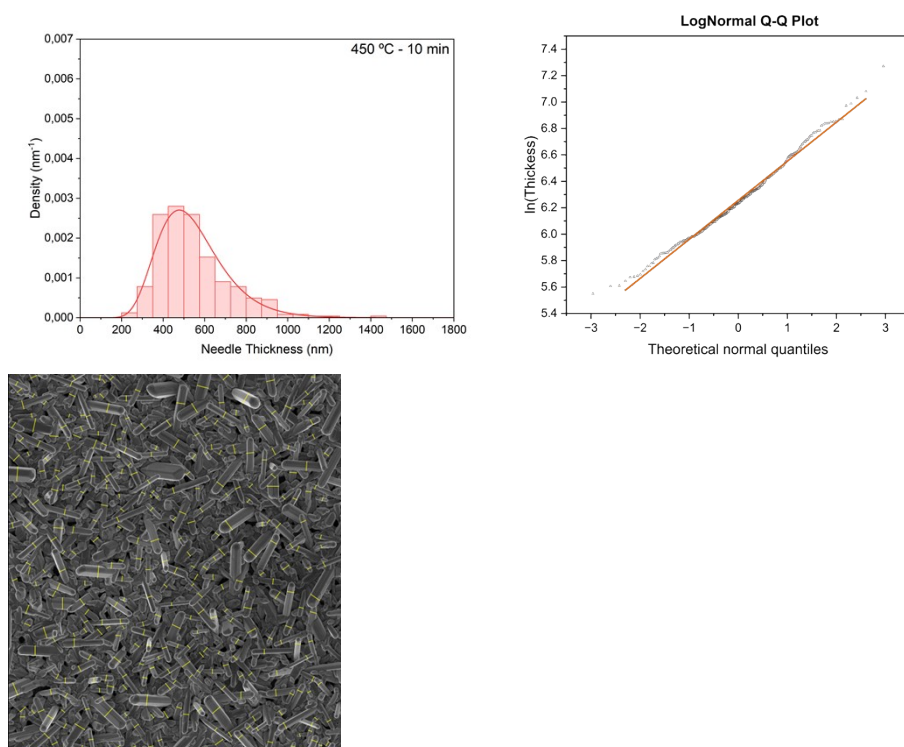 450 ºC - 10 min
0,007
0,006
0,005
0,004
0,003
0,002
0,001
0,000
Density (nm-1)
0 200 400 600 800 1000 1200 1400 1600 1800
Needle Thickness (nm)
LogNormal Q-Q Plot
7.4
7.2
7.0
6.8
6.6
6.4
6.2
6.0
5.8
5.6
5.4
ln(Thickess)
−3 −2 −1 0 1 2 3
Theoretical normal quantiles